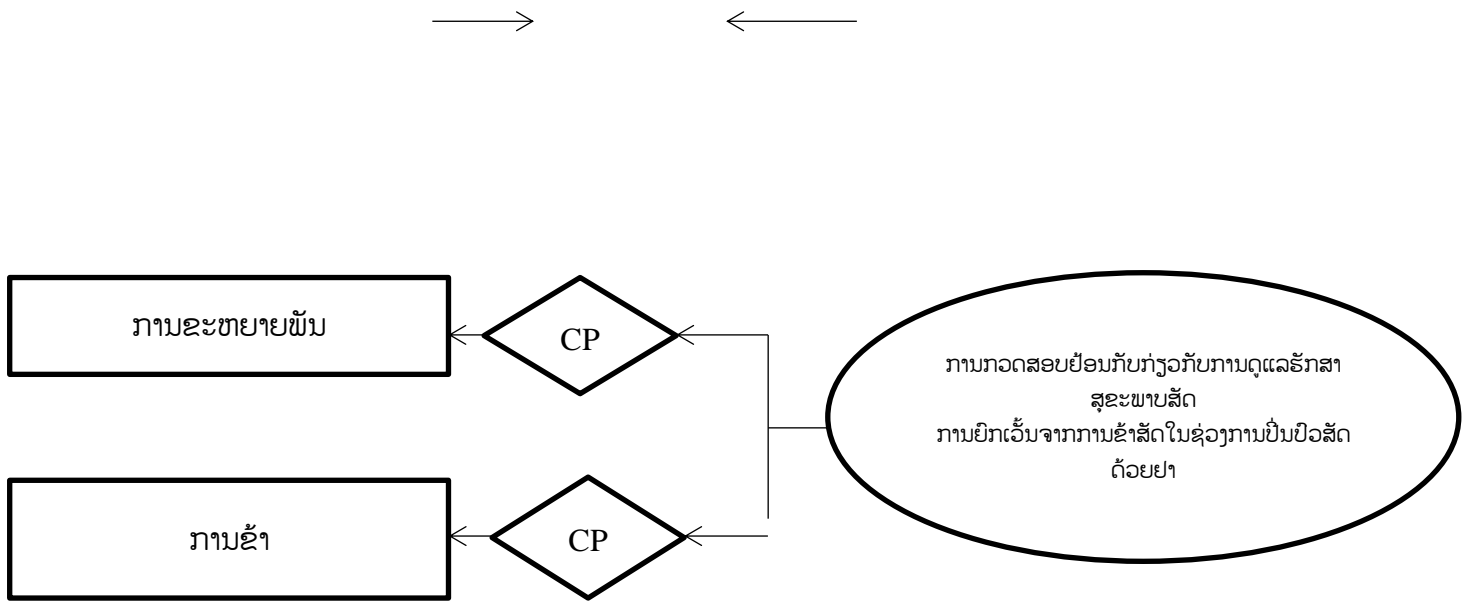 ການຂະຫຍາຍພັນ
CP
ການກວດສອບຢ້ອນກັບກ່ຽວກັບການດູແລຮັກສາ
ສຸຂະພາບສັດ
ການຍົກເວັ້ນຈາກການຂ້າສັດໃນຊ່ວງການປິ່ນປົວສັດ
ດ້ວຍຢາ
ການຂ້າ
CP